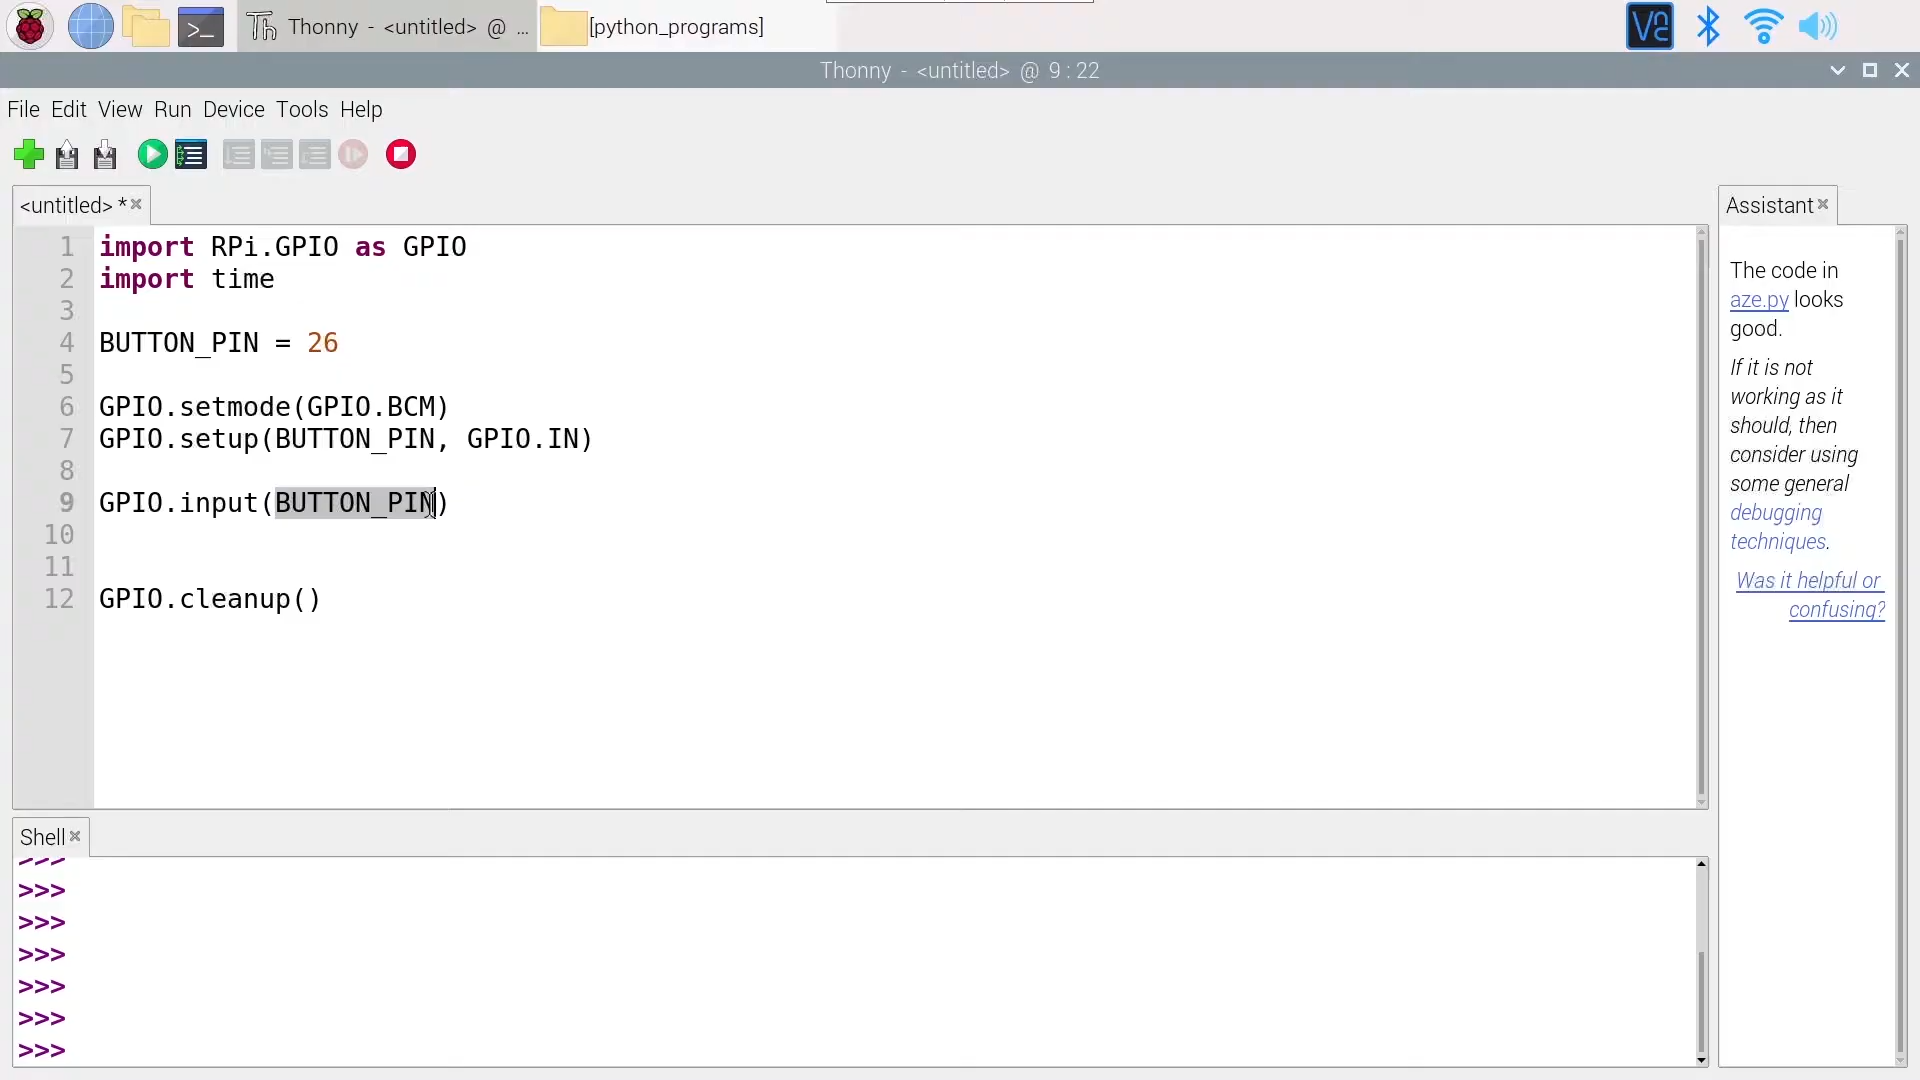 Thonny - <untitled> @ ...
[python_programs]
Thonny - <untitled> @ 9 : 22
File Edit View Run Device Tools Help
<untitled> *
1 import RPi.GPIO as GPIO
2 import time
3
4 BUTTON_PIN = 26
5
6 GPIO.setmode(GPIO.BCM)
7 GPIO.setup(BUTTON_PIN, GPIO.IN)
8
9 GPIO.input(BUTTON_PIN)
10
11
12 GPIO.cleanup()
Assistant
The code in
aze.py looks
good.
If it is not
working as it
should, then
consider using
some general
debugging
techniques.
Was it helpful or
confusing?
Shell
>>>
>>>
>>>
>>>
>>>
>>>
>>>